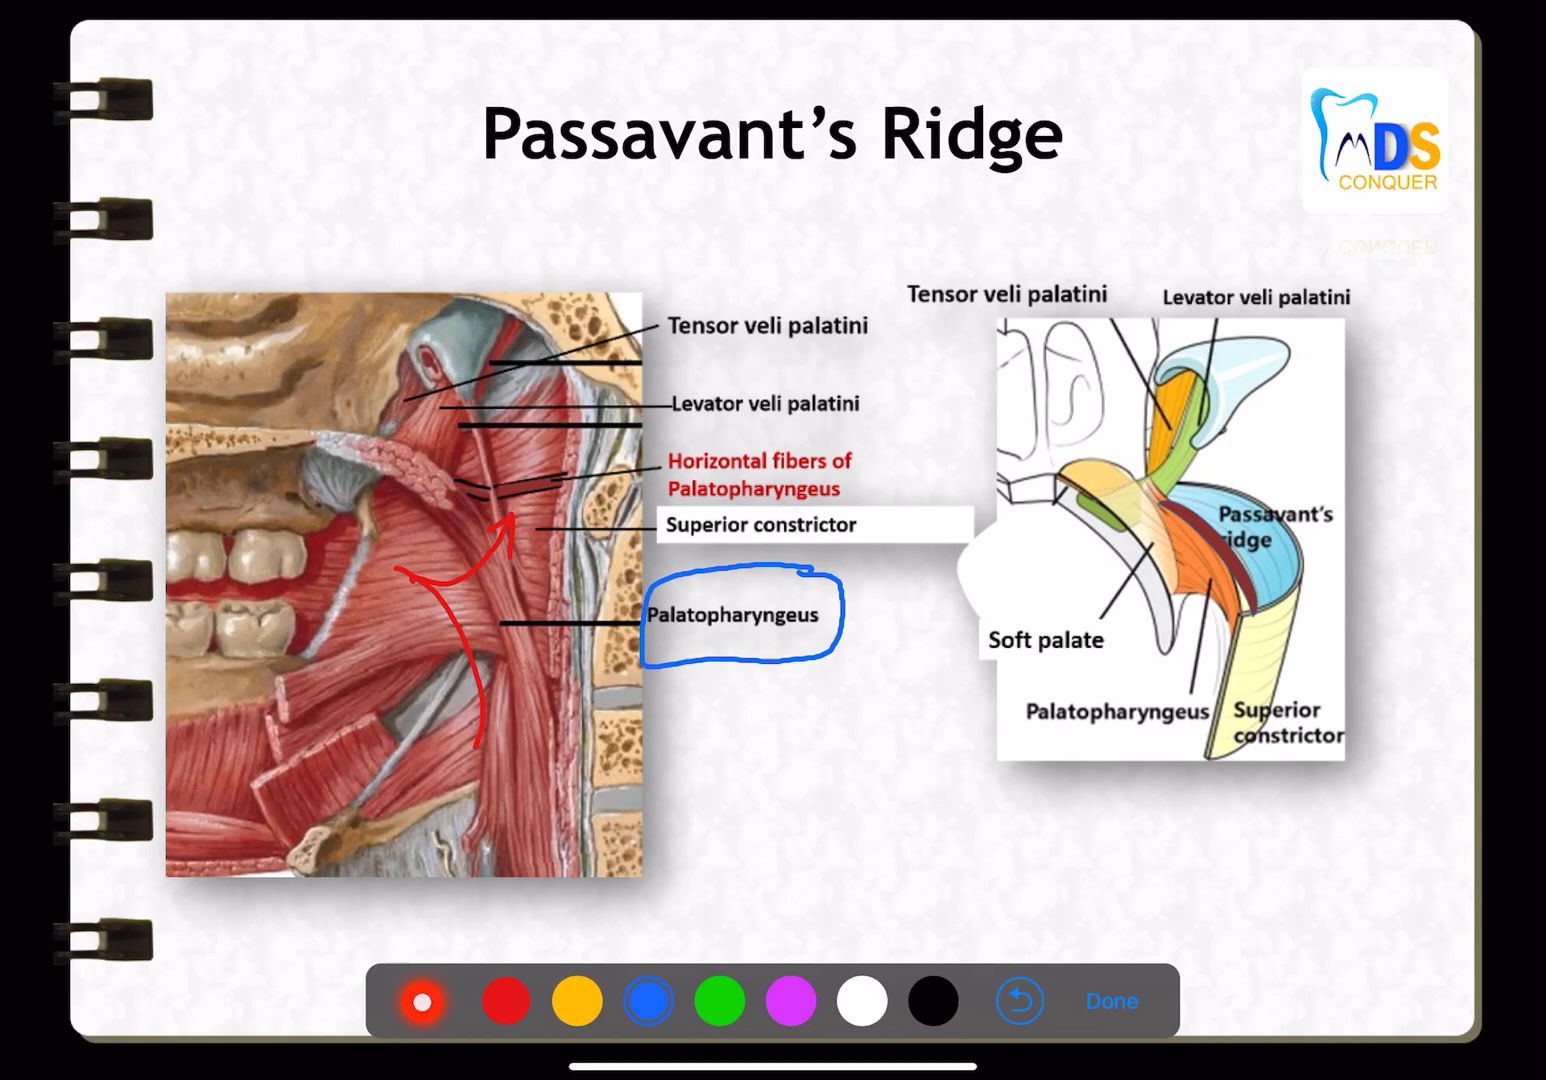 Passavant's Ridge
MDS
CONQUER
Tensor veli palatini
Levator veli palatini
Horizontal fibers of
Palatopharyngeus
Superior constrictor
Palatopharyngeus
Tensor veli palatini
Levator veli palatini
Passavant's
ridge
Soft palate
Palatopharyngeus
Superior
constrictor
Done